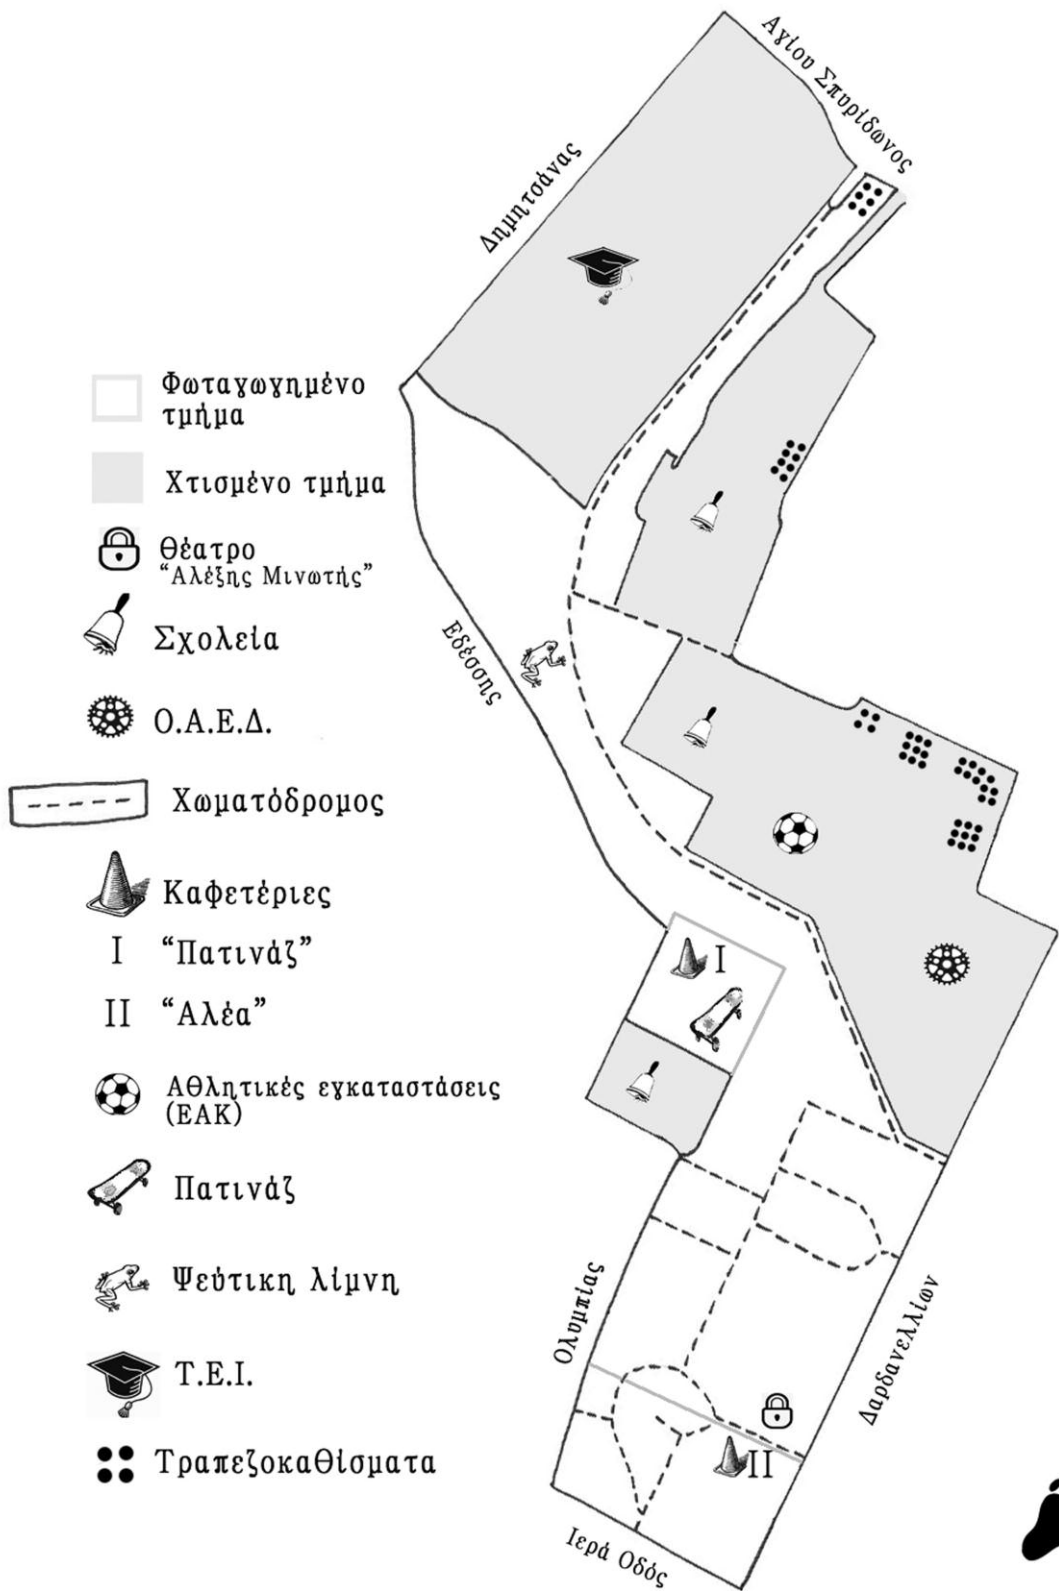 Αγίου Σπυρίδωνος
Δημητσάνας
Φωταγωγημένο
τμήμα
Χτισμένο τμήμα
Θέατρο
“Αλέξης Μινωτής”
Σχολεία
Ο.Α.Ε.Δ.
Χωματόδρομος
Καφετέριες
I “Πατινάζ”
II “Αλέα”
Αθλητικές εγκαταστάσεις
(ΕΑΚ)
Πατινάζ
Ψεύτικη λίμνη
Τ.Ε.Ι.
Τραπεζοκαθίσματα
Εδέσσης
I
Ολυμπίας
Δαρδανελλίων
II
Ιερά Οδός